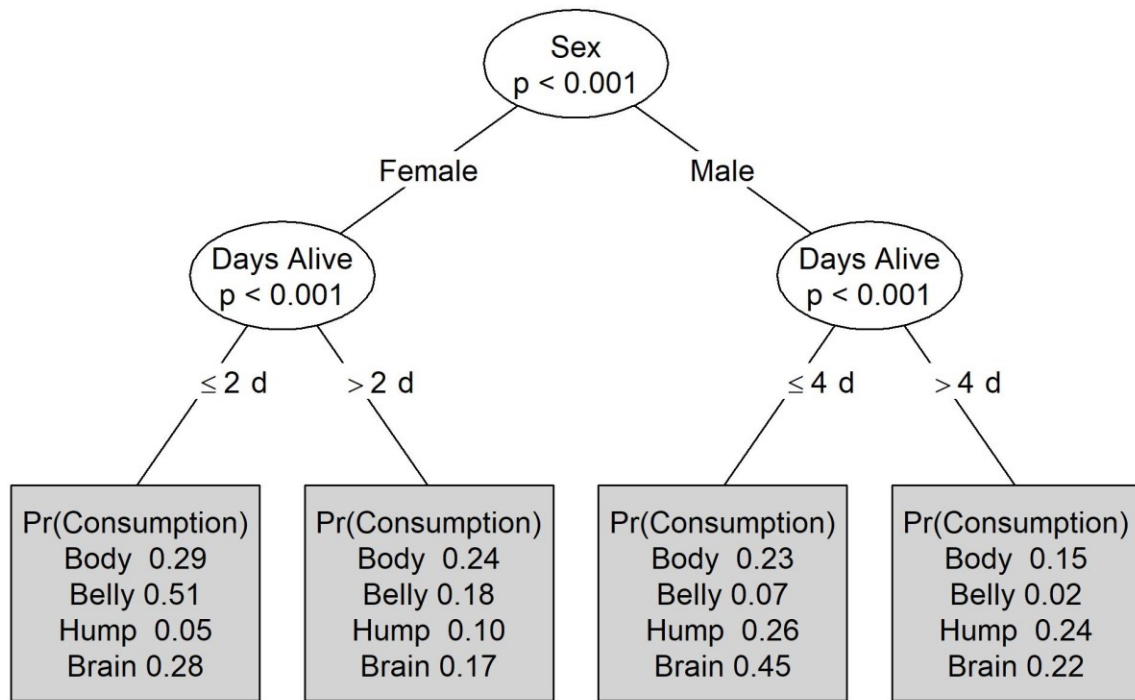 Sex
p < 0.001
Female
Male
Days Alive
p < 0.001
Days Alive
p < 0.001
≤ 2 d
> 2 d
≤ 4 d
> 4 d
Pr(Consumption)
Body 0.29
Belly 0.51
Hump 0.05
Brain 0.28
Pr(Consumption)
Body 0.24
Belly 0.18
Hump 0.10
Brain 0.17
Pr(Consumption)
Body 0.23
Belly 0.07
Hump 0.26
Brain 0.45
Pr(Consumption)
Body 0.15
Belly 0.02
Hump 0.24
Brain 0.22